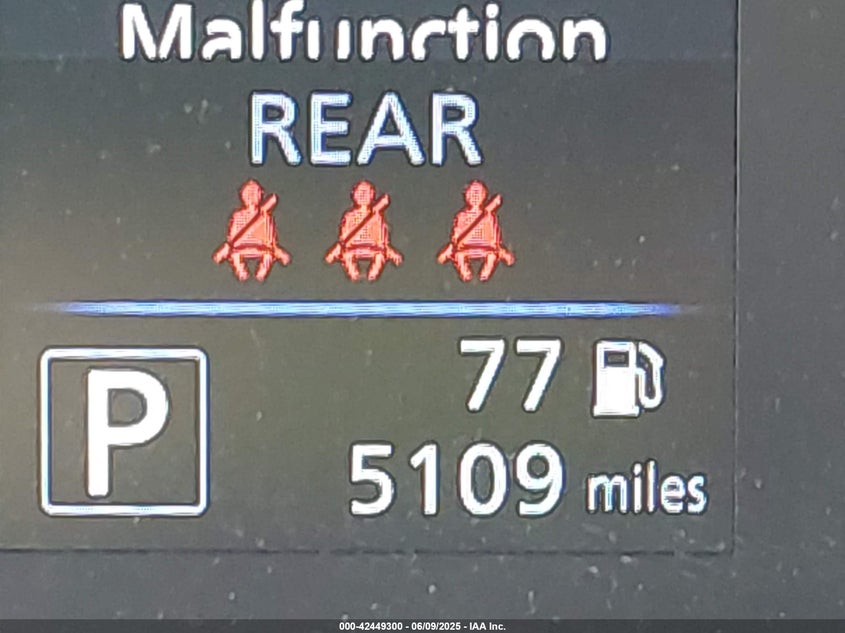 Malfunction
REAR
P
77
5109 miles
000-42449300 - 06/09/2025 - IAA Inc.